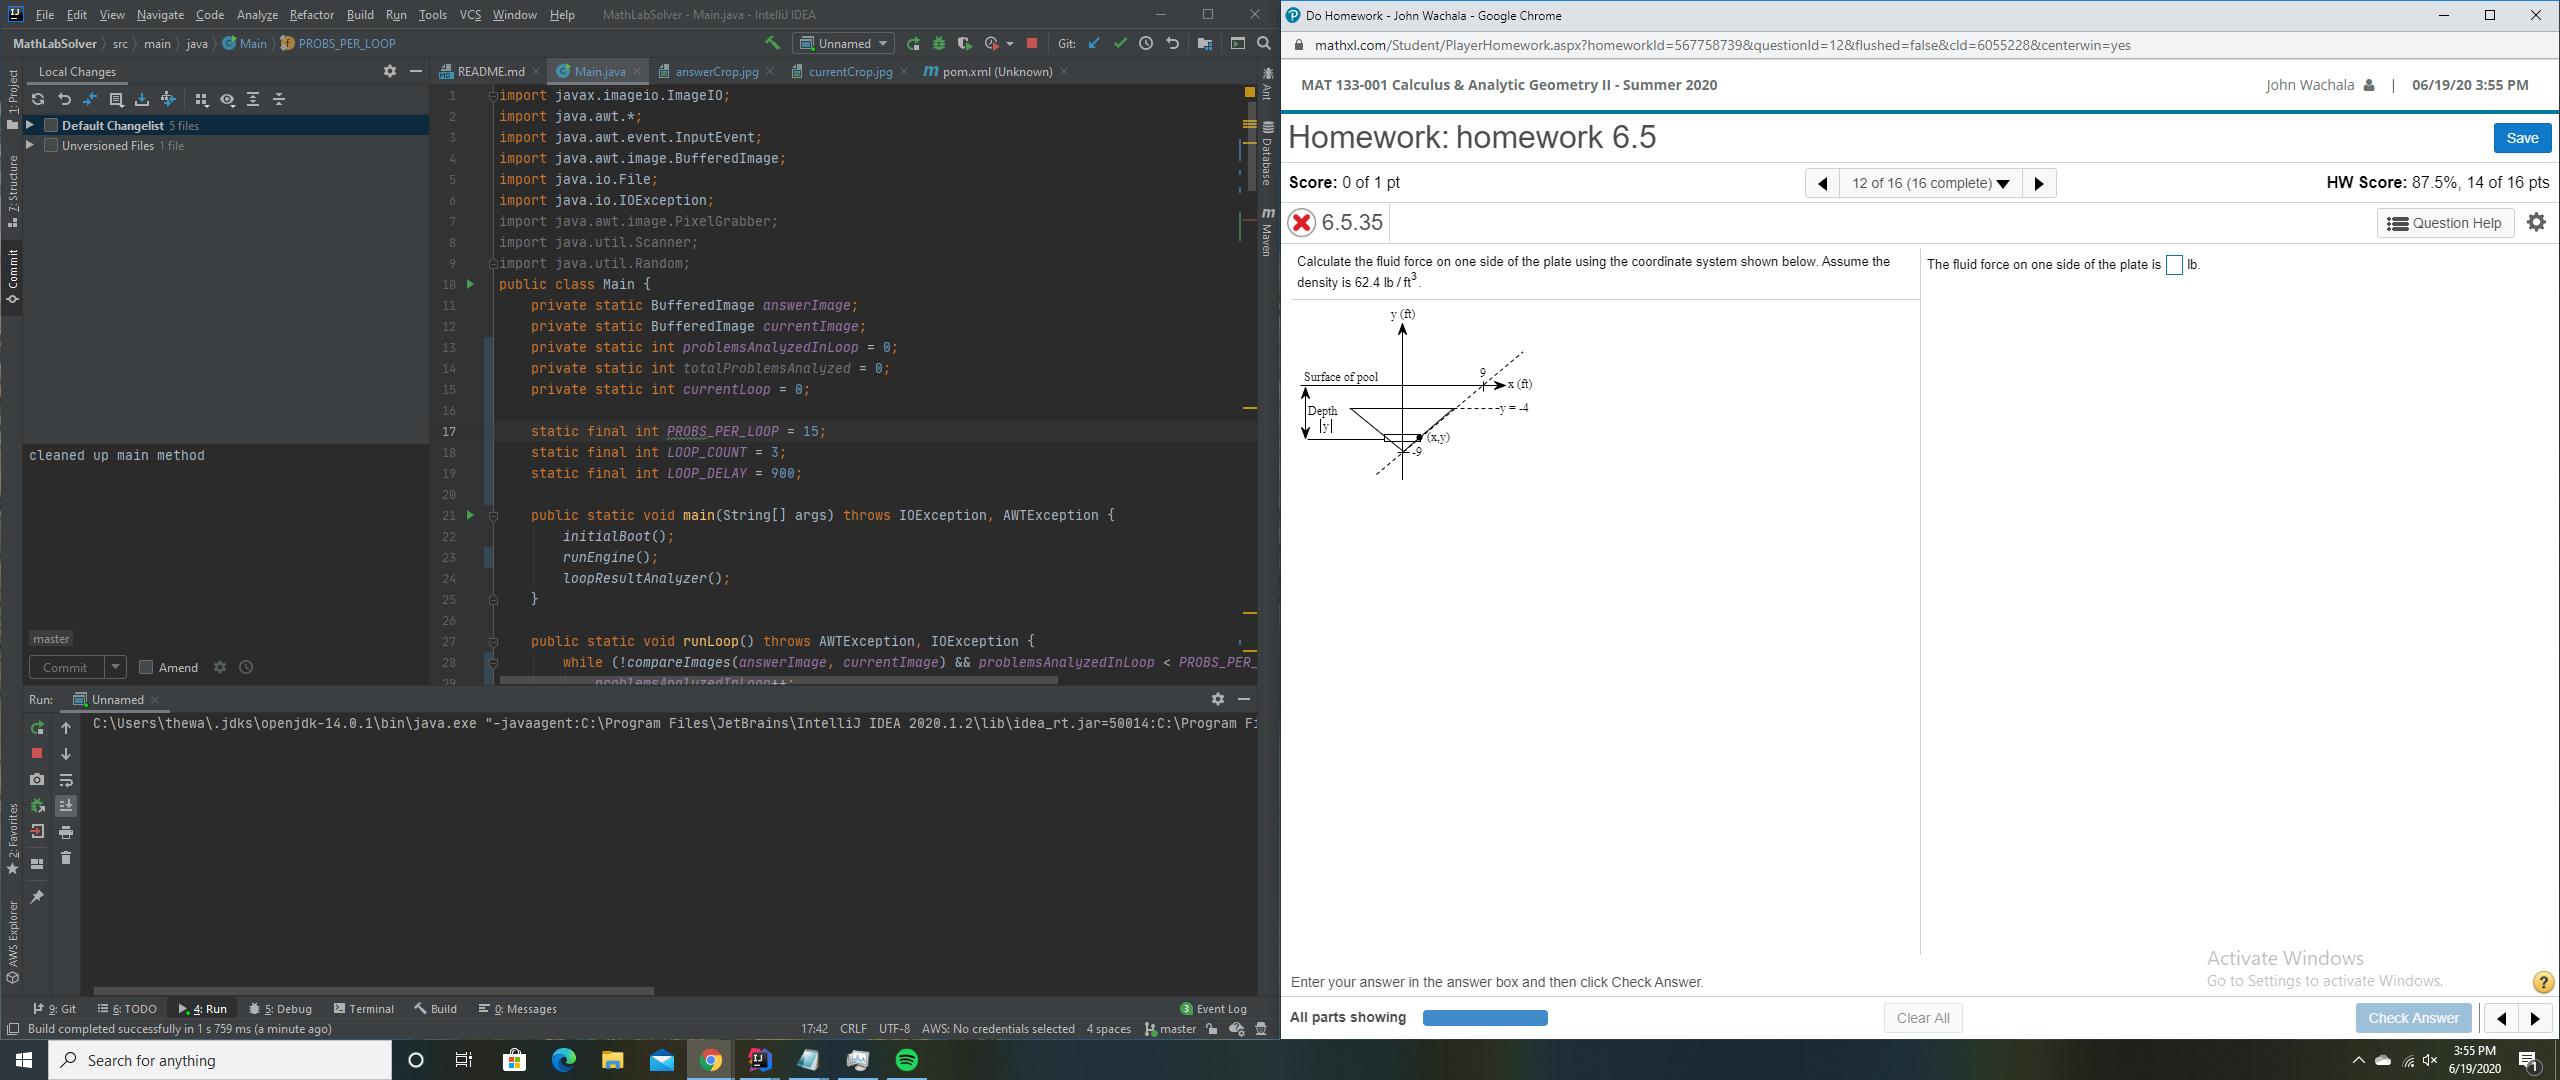 File Edit View Navigate Code Analyze Refactor Build Run Tools VCS Window Help MathLabSolver - Main.java - IntelliJ IDEA
MathLabSolver src main java Main PROBS_PER_LOOP Unnamed Git:
Local Changes
README.md Main.java answerCrop.jpg currentCrop.jpg pom.xml (Unknown)
Default Changelist 5 files
Unversioned Files 1 file
cleaned up main method
master
Commit Amend
1: Project
7: Structure
Commit
2: Favorites
AWS Explorer
1 import javax.imageio.ImageIO;
2 import java.awt.*;
3 import java.awt.event.InputEvent;
4 import java.awt.image.BufferedImage;
5 import java.io.File;
6 import java.io.IOException;
7 import java.awt.image.PixelGrabber;
8 import java.util.Scanner;
9 import java.util.Random;
10 public class Main {
11 private static BufferedImage answerImage;
12 private static BufferedImage currentImage;
13 private static int problemsAnalyzedInLoop = 0;
14 private static int totalProblemsAnalyzed = 0;
15 private static int currentLoop = 0;
16
17 static final int PROBS_PER_LOOP = 15;
18 static final int LOOP_COUNT = 3;
19 static final int LOOP_DELAY = 900;
20
21 public static void main(String[] args) throws IOException, AWTException {
22 initialBoot();
23 runEngine();
24 loopResultAnalyzer();
25 }
26
27 public static void runLoop() throws AWTException, IOException {
28 while (!compareImages(answerImage, currentImage) && problemsAnalyzedInLoop < PROBS_PER_
29 problemsAnalyzedInLoop++;
Ant
Database
Maven
Run: Unnamed
C:\Users\thewa\.jdks\openjdk-14.0.1\bin\java.exe "-javaagent:C:\Program Files\JetBrains\IntelliJ IDEA 2020.1.2\lib\idea_rt.jar=50014:C:\Program Fi
9: Git 6: TODO 4: Run 5: Debug Terminal Build 0: Messages 3 Event Log
Build completed successfully in 1 s 759 ms (a minute ago) 17:42 CRLF UTF-8 AWS: No credentials selected 4 spaces master
Do Homework - John Wachala - Google Chrome
mathxl.com/Student/PlayerHomework.aspx?homeworkId=567758739&questionId=12&flushed=false&cId=6055228&centerwin=yes
MAT 133-001 Calculus & Analytic Geometry II - Summer 2020 John Wachala | 06/19/20 3:55 PM
Homework: homework 6.5 Save
Score: 0 of 1 pt 12 of 16 (16 complete) HW Score: 87.5%, 14 of 16 pts
6.5.35 Question Help
Calculate the fluid force on one side of the plate using the coordinate system shown below. Assume the
density is 62.4 lb / ft³.
The fluid force on one side of the plate is lb.
y (ft)
Surface of pool 9
x (ft)
Depth y = -4
|y|
(x,y)
-9
Activate Windows
Go to Settings to activate Windows.
Enter your answer in the answer box and then click Check Answer. ?
All parts showing Clear All Check Answer
Search for anything 3:55 PM
6/19/2020 1